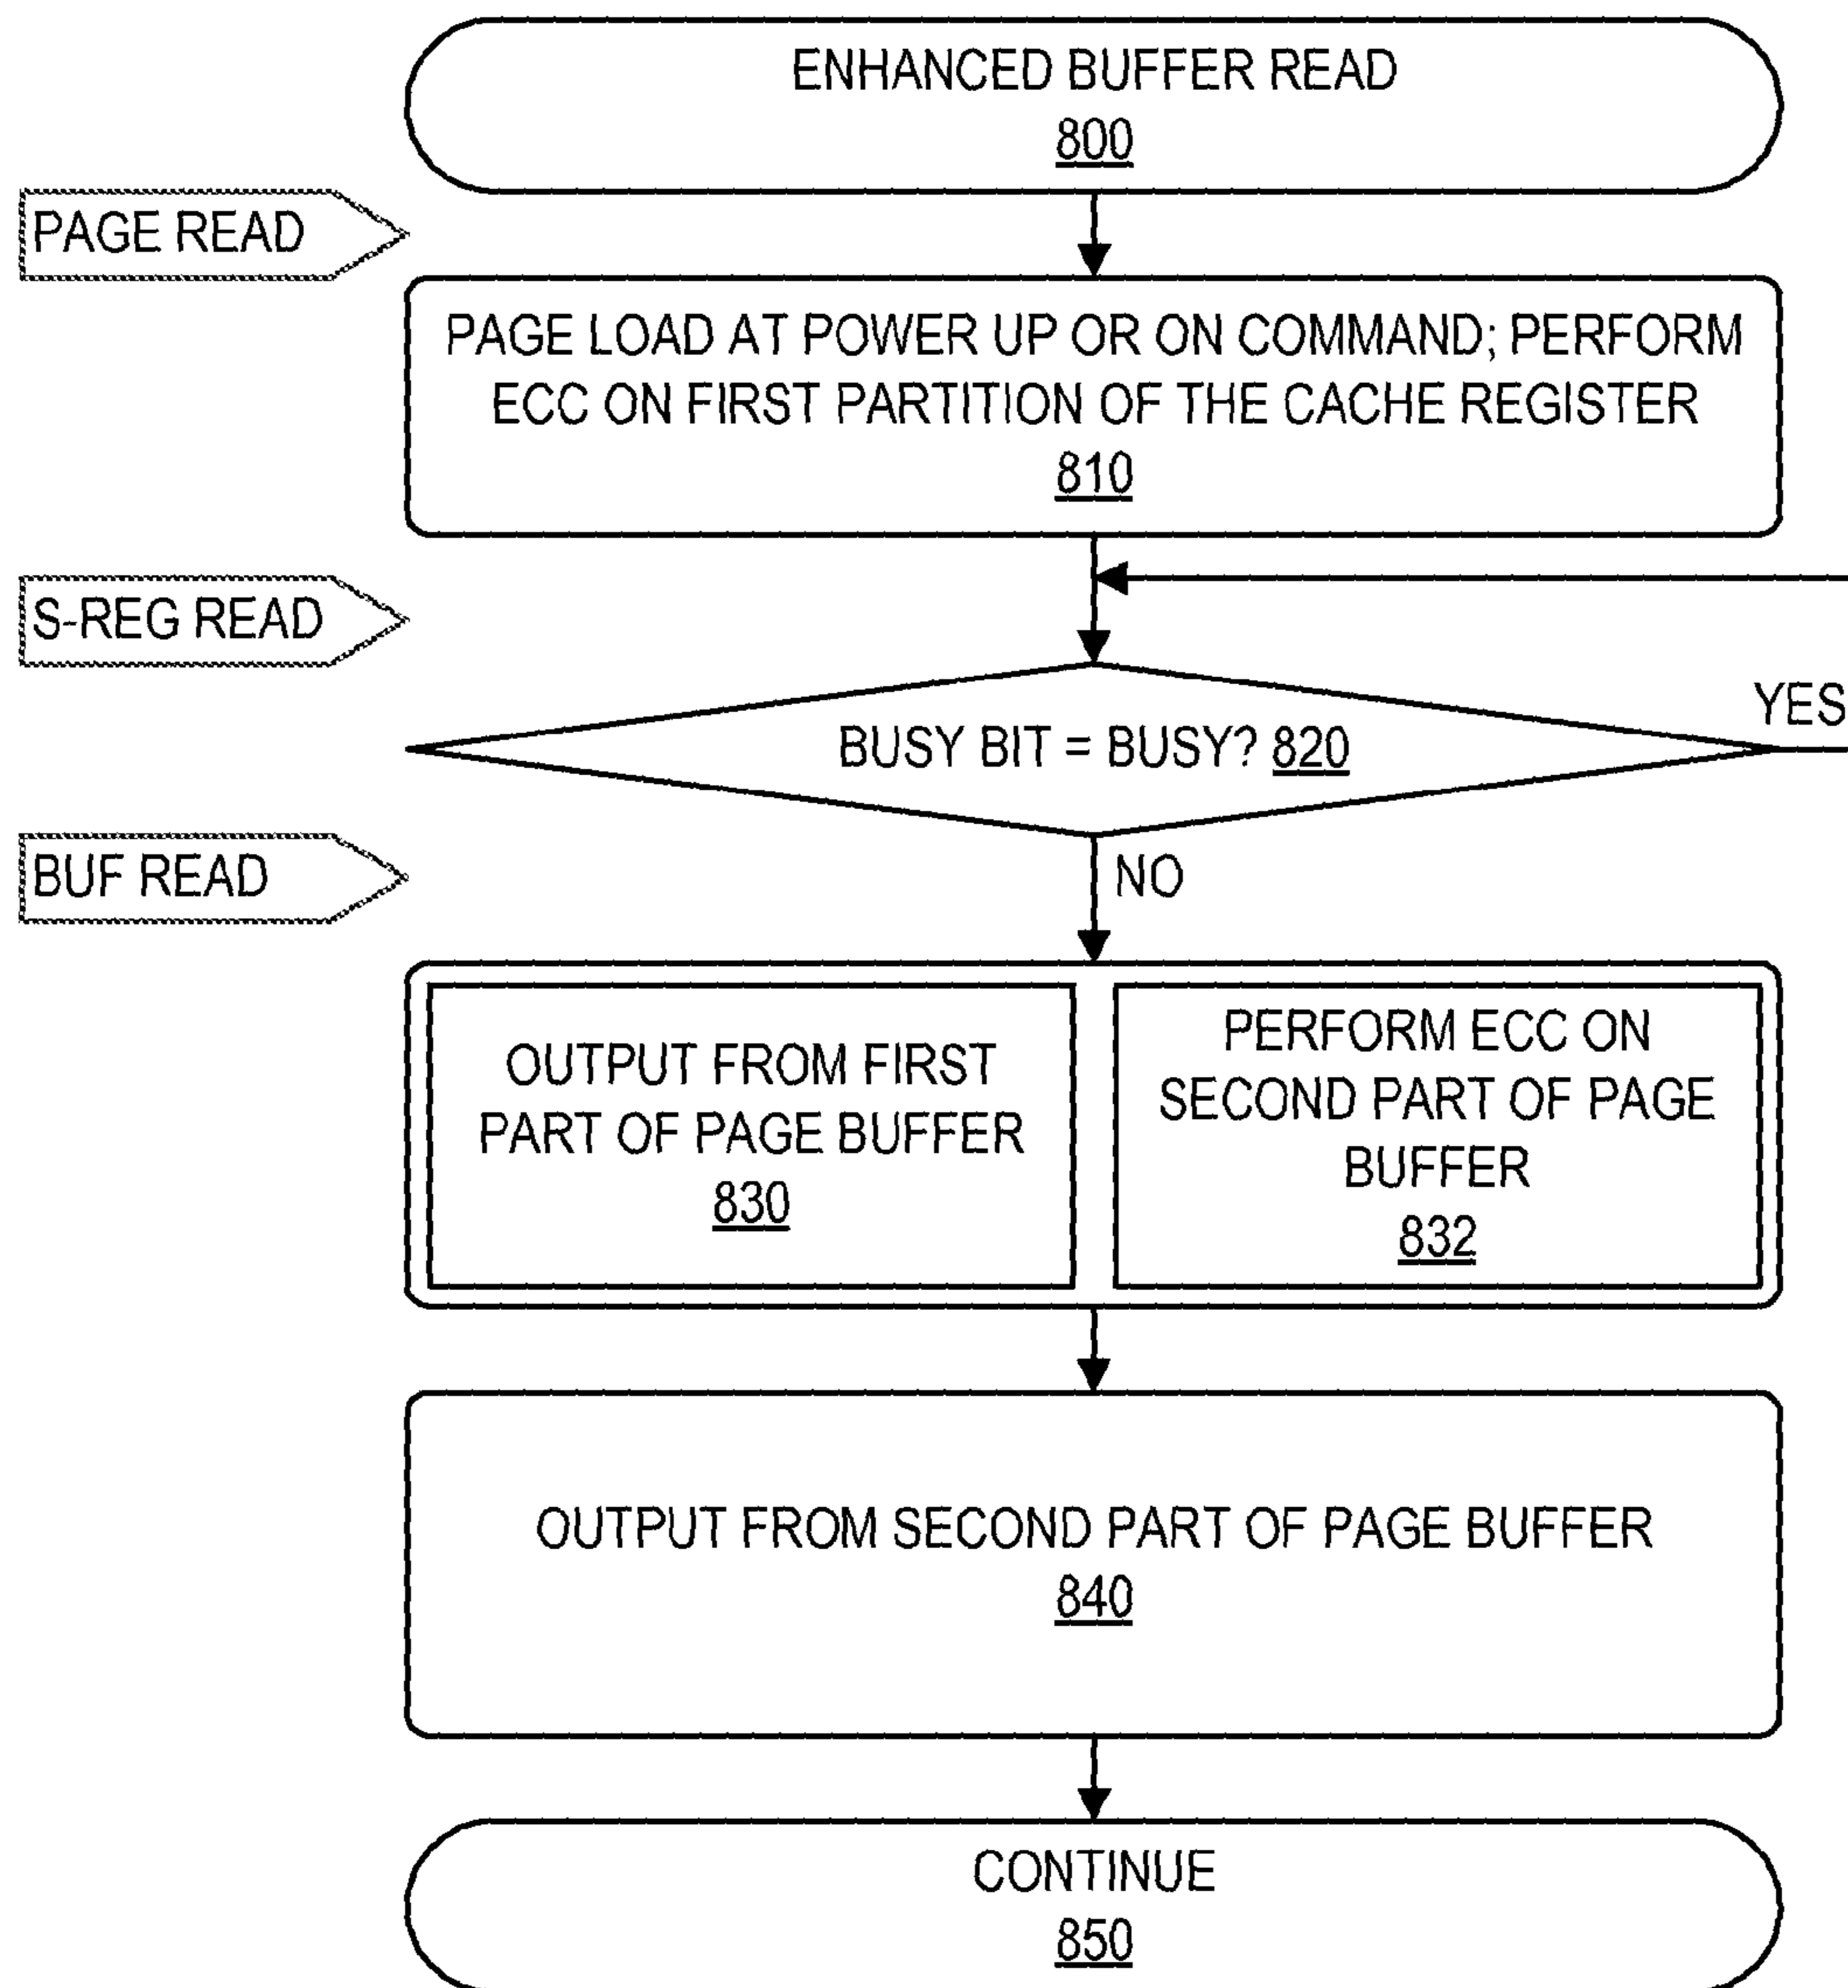 ENHANCED BUFFER READ
800
PAGE READ
PAGE LOAD AT POWER UP OR ON COMMAND; PERFORM
ECC ON FIRST PARTITION OF THE CACHE REGISTER
810
S-REG READ
YES
BUSY BIT = BUSY? 820
BUF READ
NO
OUTPUT FROM FIRST
PART OF PAGE BUFFER
830
PERFORM ECC ON
SECOND PART OF PAGE
BUFFER
832
OUTPUT FROM SECOND PART OF PAGE BUFFER
840
CONTINUE
850